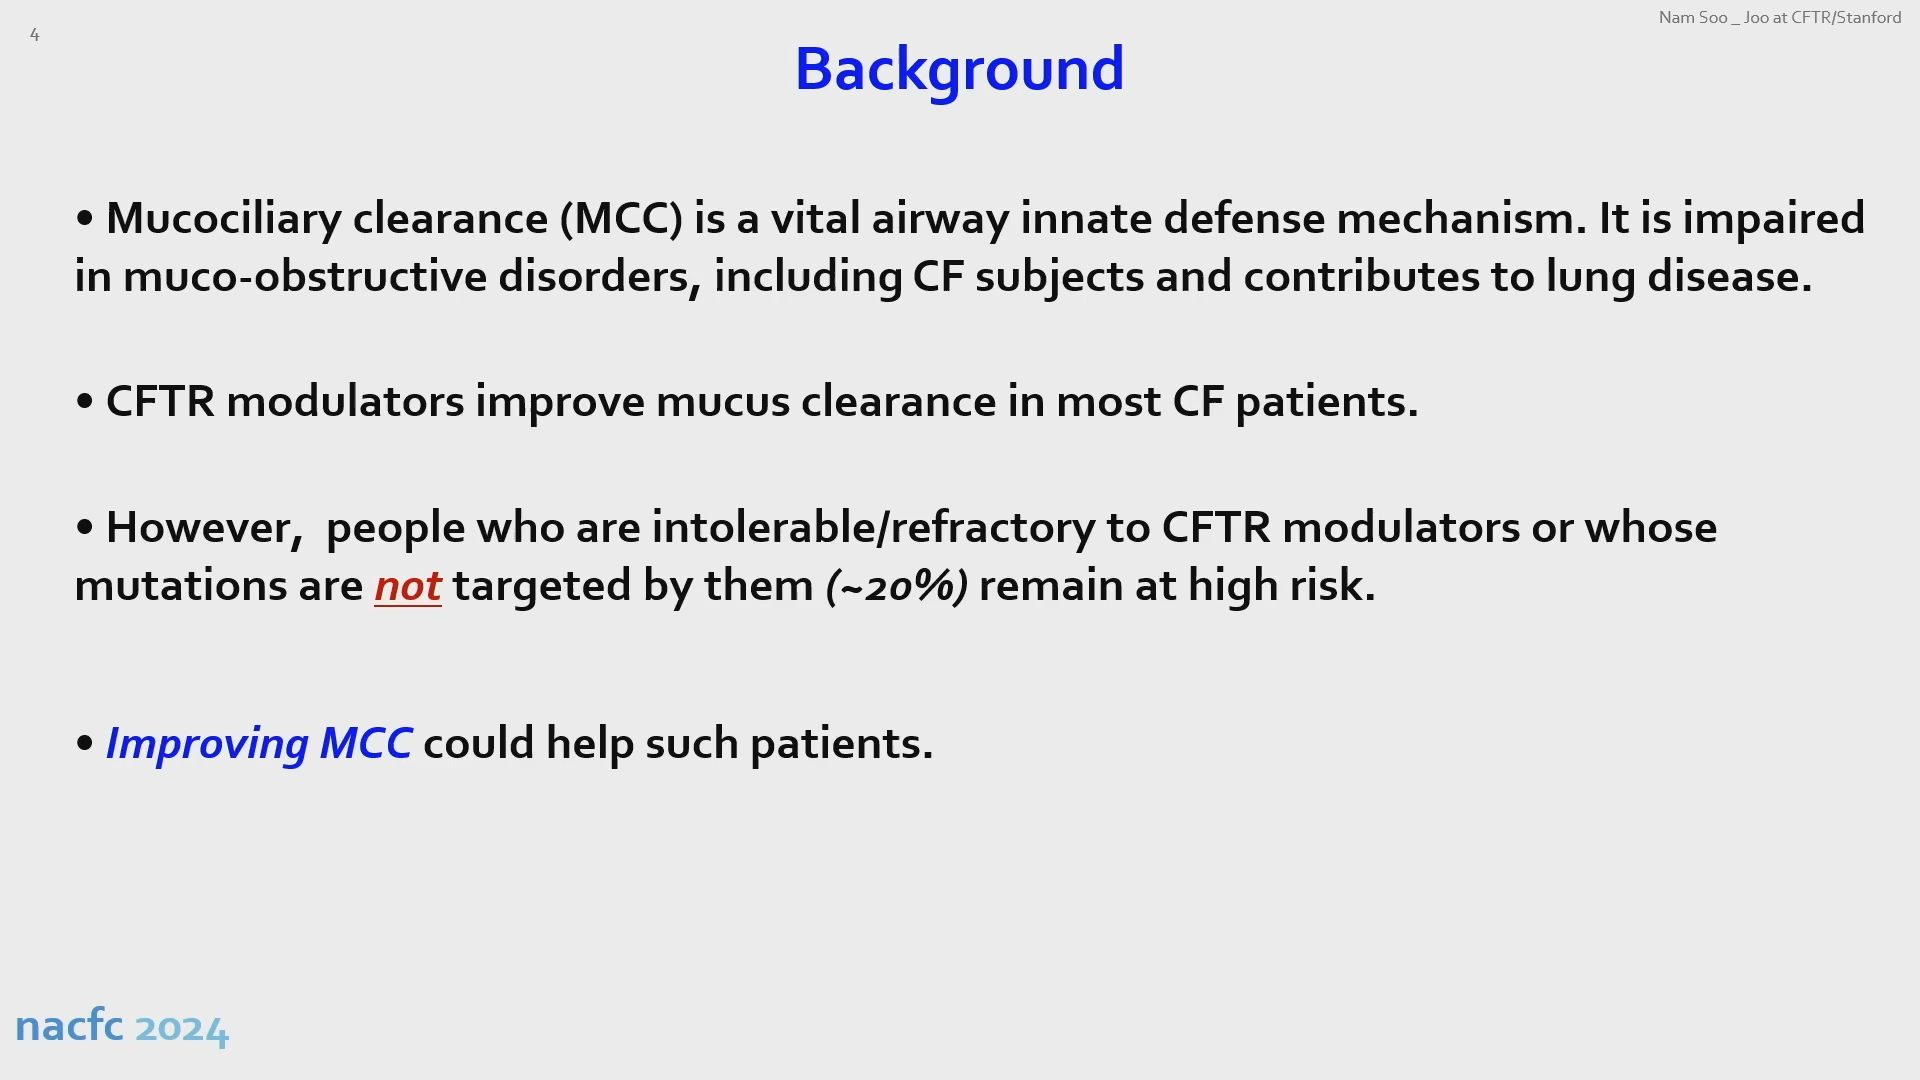 4
Nam Soo _ Joo at CFTR/Stanford
Background
• Mucociliary clearance (MCC) is a vital airway innate defense mechanism. It is impaired
in muco-obstructive disorders, including CF subjects and contributes to lung disease.
• CFTR modulators improve mucus clearance in most CF patients.
• However,  people who are intolerable/refractory to CFTR modulators or whose
mutations are not targeted by them (~20%) remain at high risk.
• Improving MCC could help such patients.
nacfc 2024